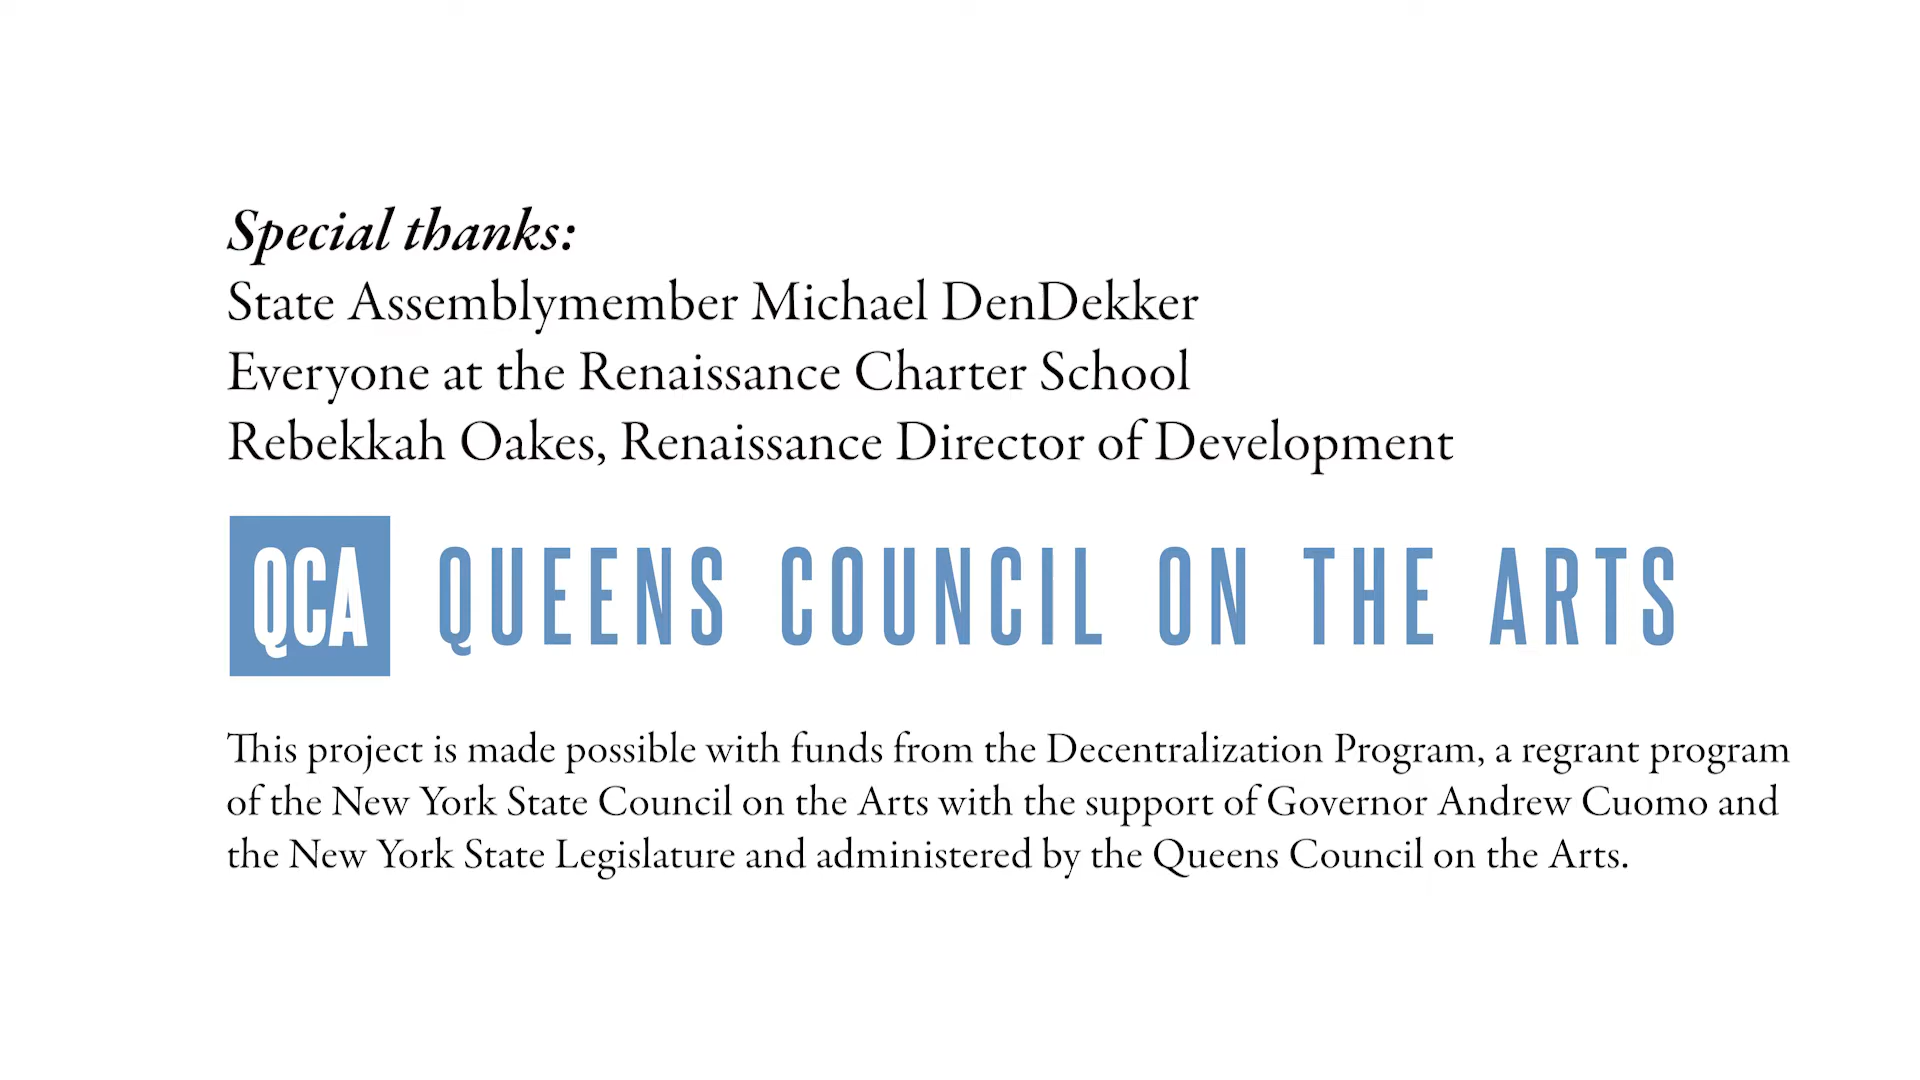 Special thanks:
State Assemblymember Michael DenDekker
Everyone at the Renaissance Charter School
Rebekkah Oakes, Renaissance Director of Development
QCA QUEENS COUNCIL ON THE ARTS
This project is made possible with funds from the Decentralization Program, a regrant program
of the New York State Council on the Arts with the support of Governor Andrew Cuomo and
the New York State Legislature and administered by the Queens Council on the Arts.